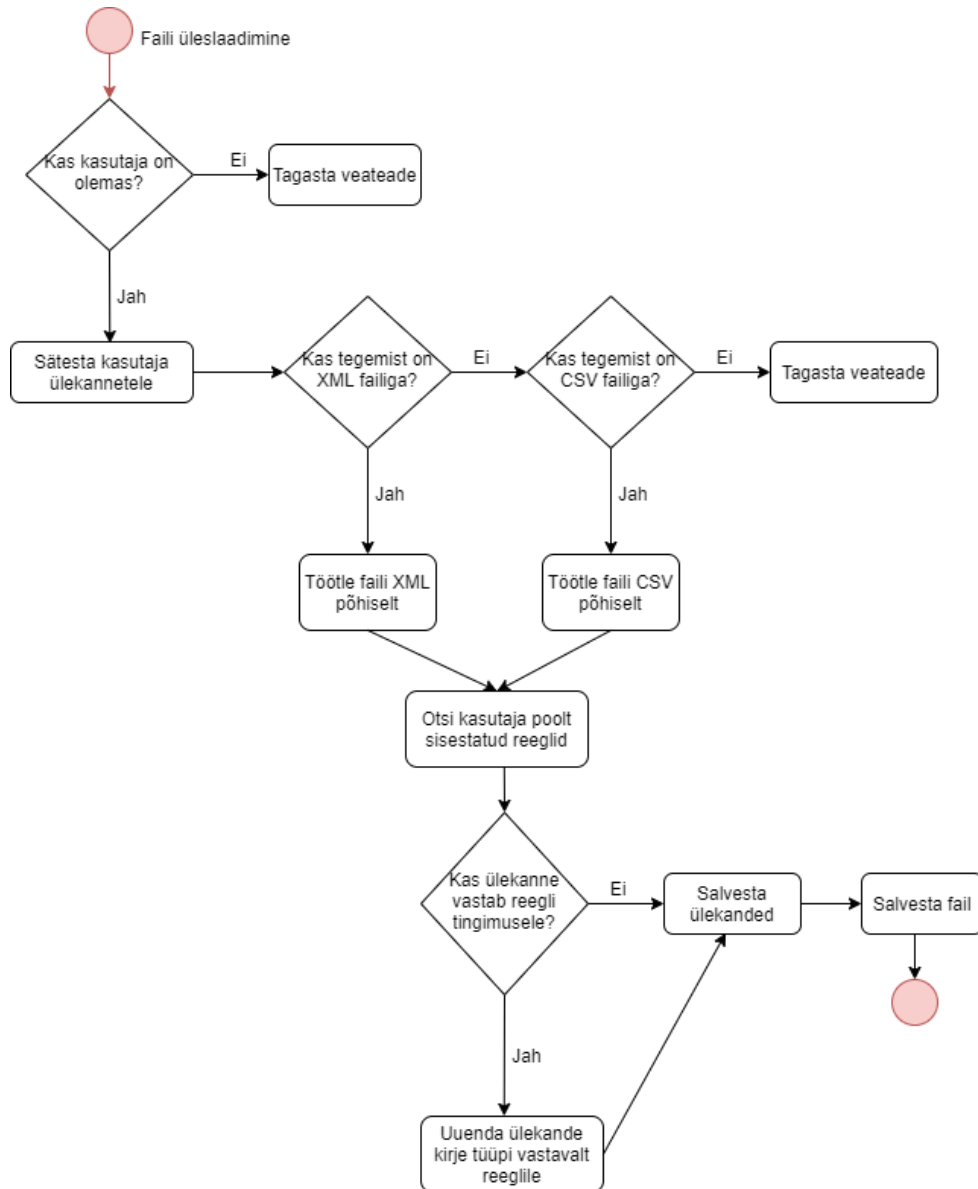 Faili üleslaadimine
Kas kasutaja on
olemas?
Ei
Tagasta veateade
Jah
Sätesta kasutaja
ülekannetele
Kas tegemist on
XML failiga?
Ei
Kas tegemist on
CSV failiga?
Ei
Tagasta veateade
Jah
Jah
Töötle faili XML
põhiselt
Töötle faili CSV
põhiselt
Otsi kasutaja poolt
sisestatud reeglid
Kas ülekanne
vastab reegli
tingimusele?
Ei
Salvesta
ülekanded
Salvesta fail
Jah
Uuenda ülekande
kirje tüüpi vastavalt
reeglile